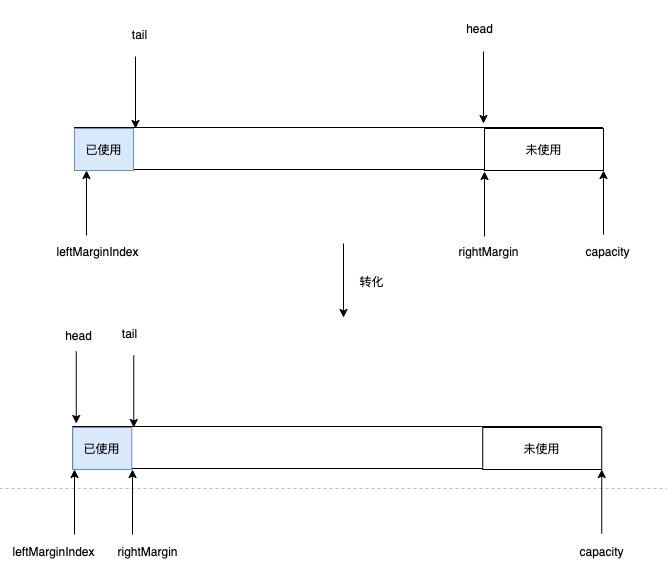 tail
head
已使用
未使用
leftMarginIndex
rightMargin
capacity
转化
head
tail
已使用
未使用
leftMarginIndex
rightMargin
capacity